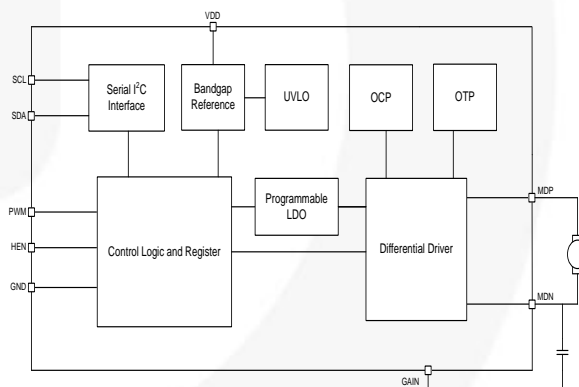 VDD
SCL
SDA
Serial I²C
Interface
Bandgap
Reference
UVLO
OCP
OTP
PWM
HEN
GND
Control Logic and Register
Programmable
LDO
Differential Driver
MDP
MDN
GAIN